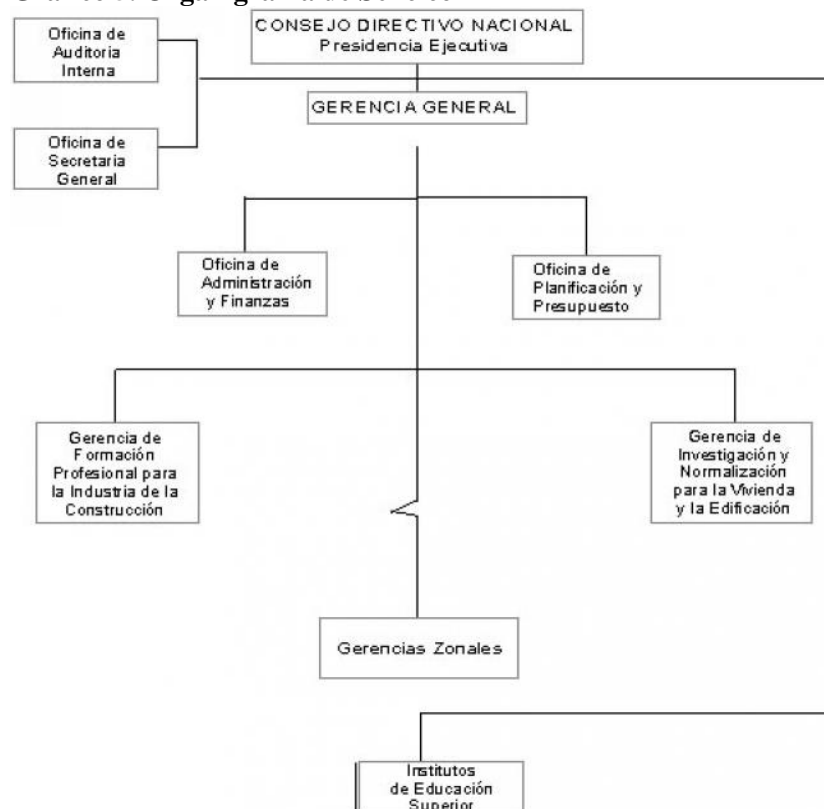 CONSEJO DIRECTIVO NACIONAL
Presidencia Ejecutiva
Oficina de
Auditoria
Interna
GERENCIA GENERAL
Oficina de
Secretaria
General
Oficina de
Administración
y Finanzas
Oficina de
Planificación y
Presupuesto
Gerencia de
Formación
Profesional para
la Industria de la
Construcción
Gerencia de
Investigación y
Normalización
para la Vivienda
y la Edificación
Gerencias Zonales
Institutos
de Educación
Superior